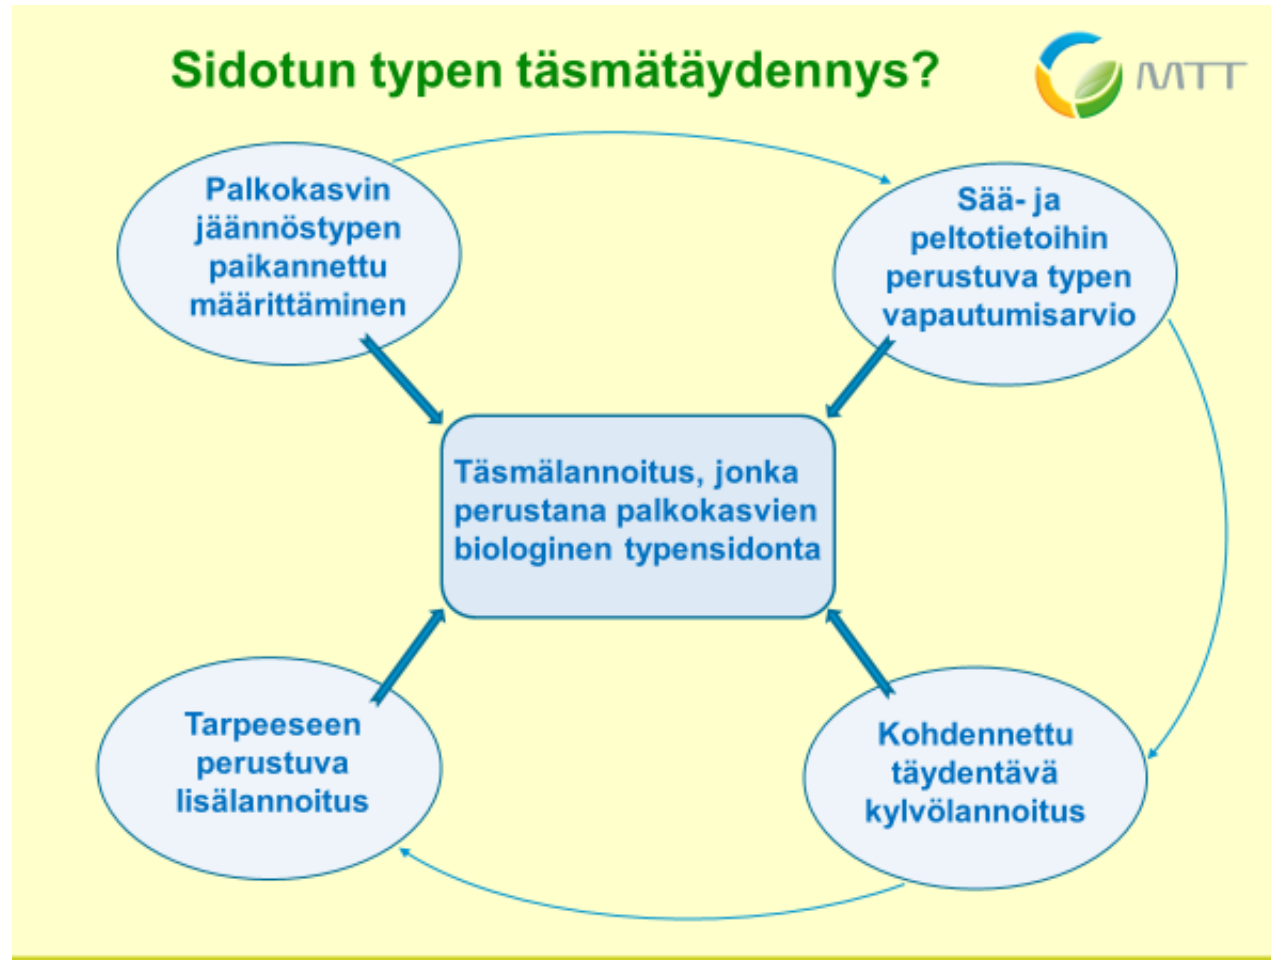 Sidotun typen täsmätäydennys?
MTT
Palkokasvin
jäännöstypen
paikannettu
määrittäminen
Sää- ja
peltotietoihin
perustuva typen
vapautumisarvio
Täsmälannoitus, jonka
perustana palkokasvien
biologinen typensidonta
Tarpeeseen
perustuva
lisälannoitus
Kohdennettu
täydentävä
kylvölannoitus